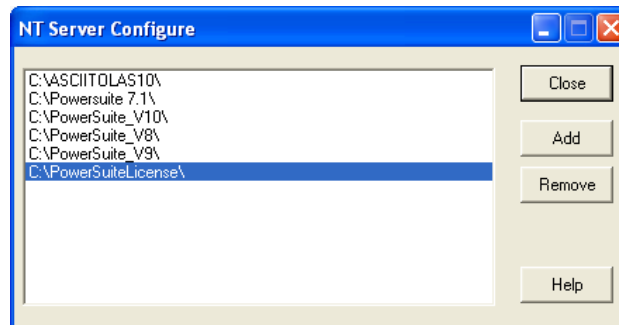 NT Server Configure
C:\ASCIITOLAS10\
C:\Powersuite 7.1\
C:\PowerSuite_V10\
C:\PowerSuite_V8\
C:\PowerSuite_V9\
C:\PowerSuiteLicense\
Close
Add
Remove
Help